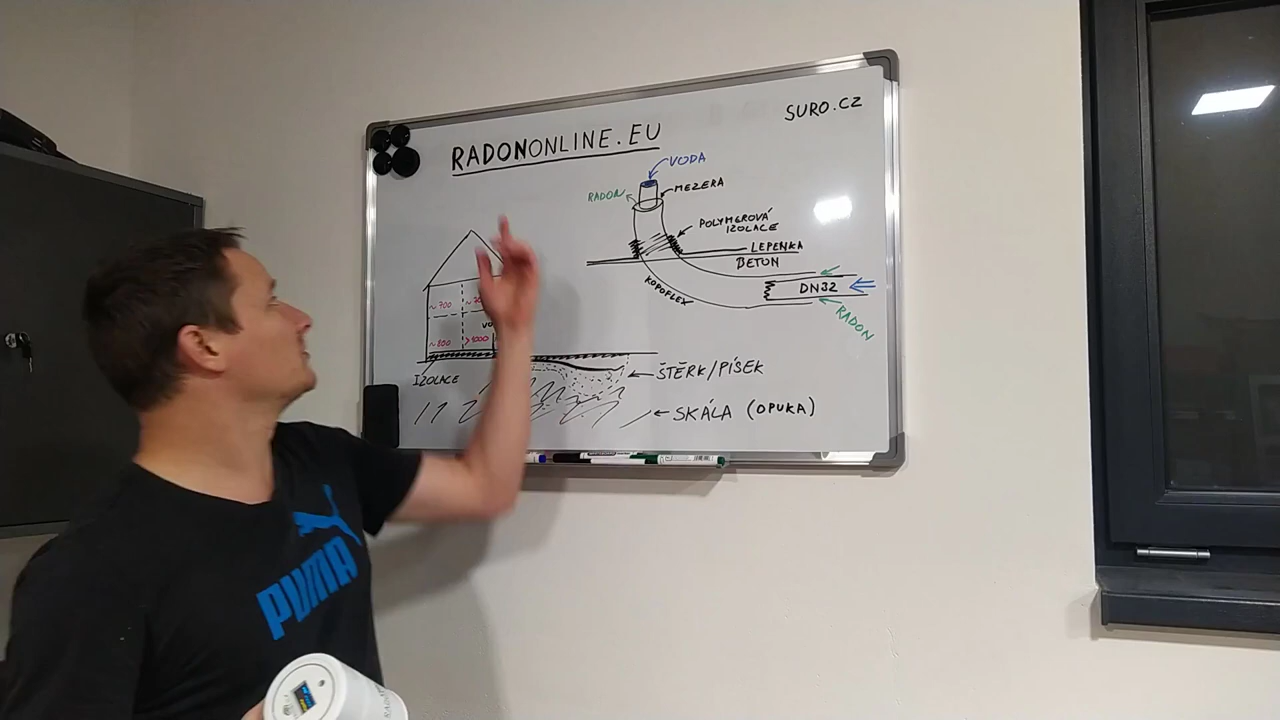 RADONONLINE.EU
SURO.CZ
VODA
RADON
MEZERA
POLYMEROVÁ
IZOLACE
LEPENKA
BETON
KOPOFLEX
DN32
RADON
~700
~800
>1000
IZOLACE
ŠTĚRK/PÍSEK
SKÁLA (OPUKA)
PUMA